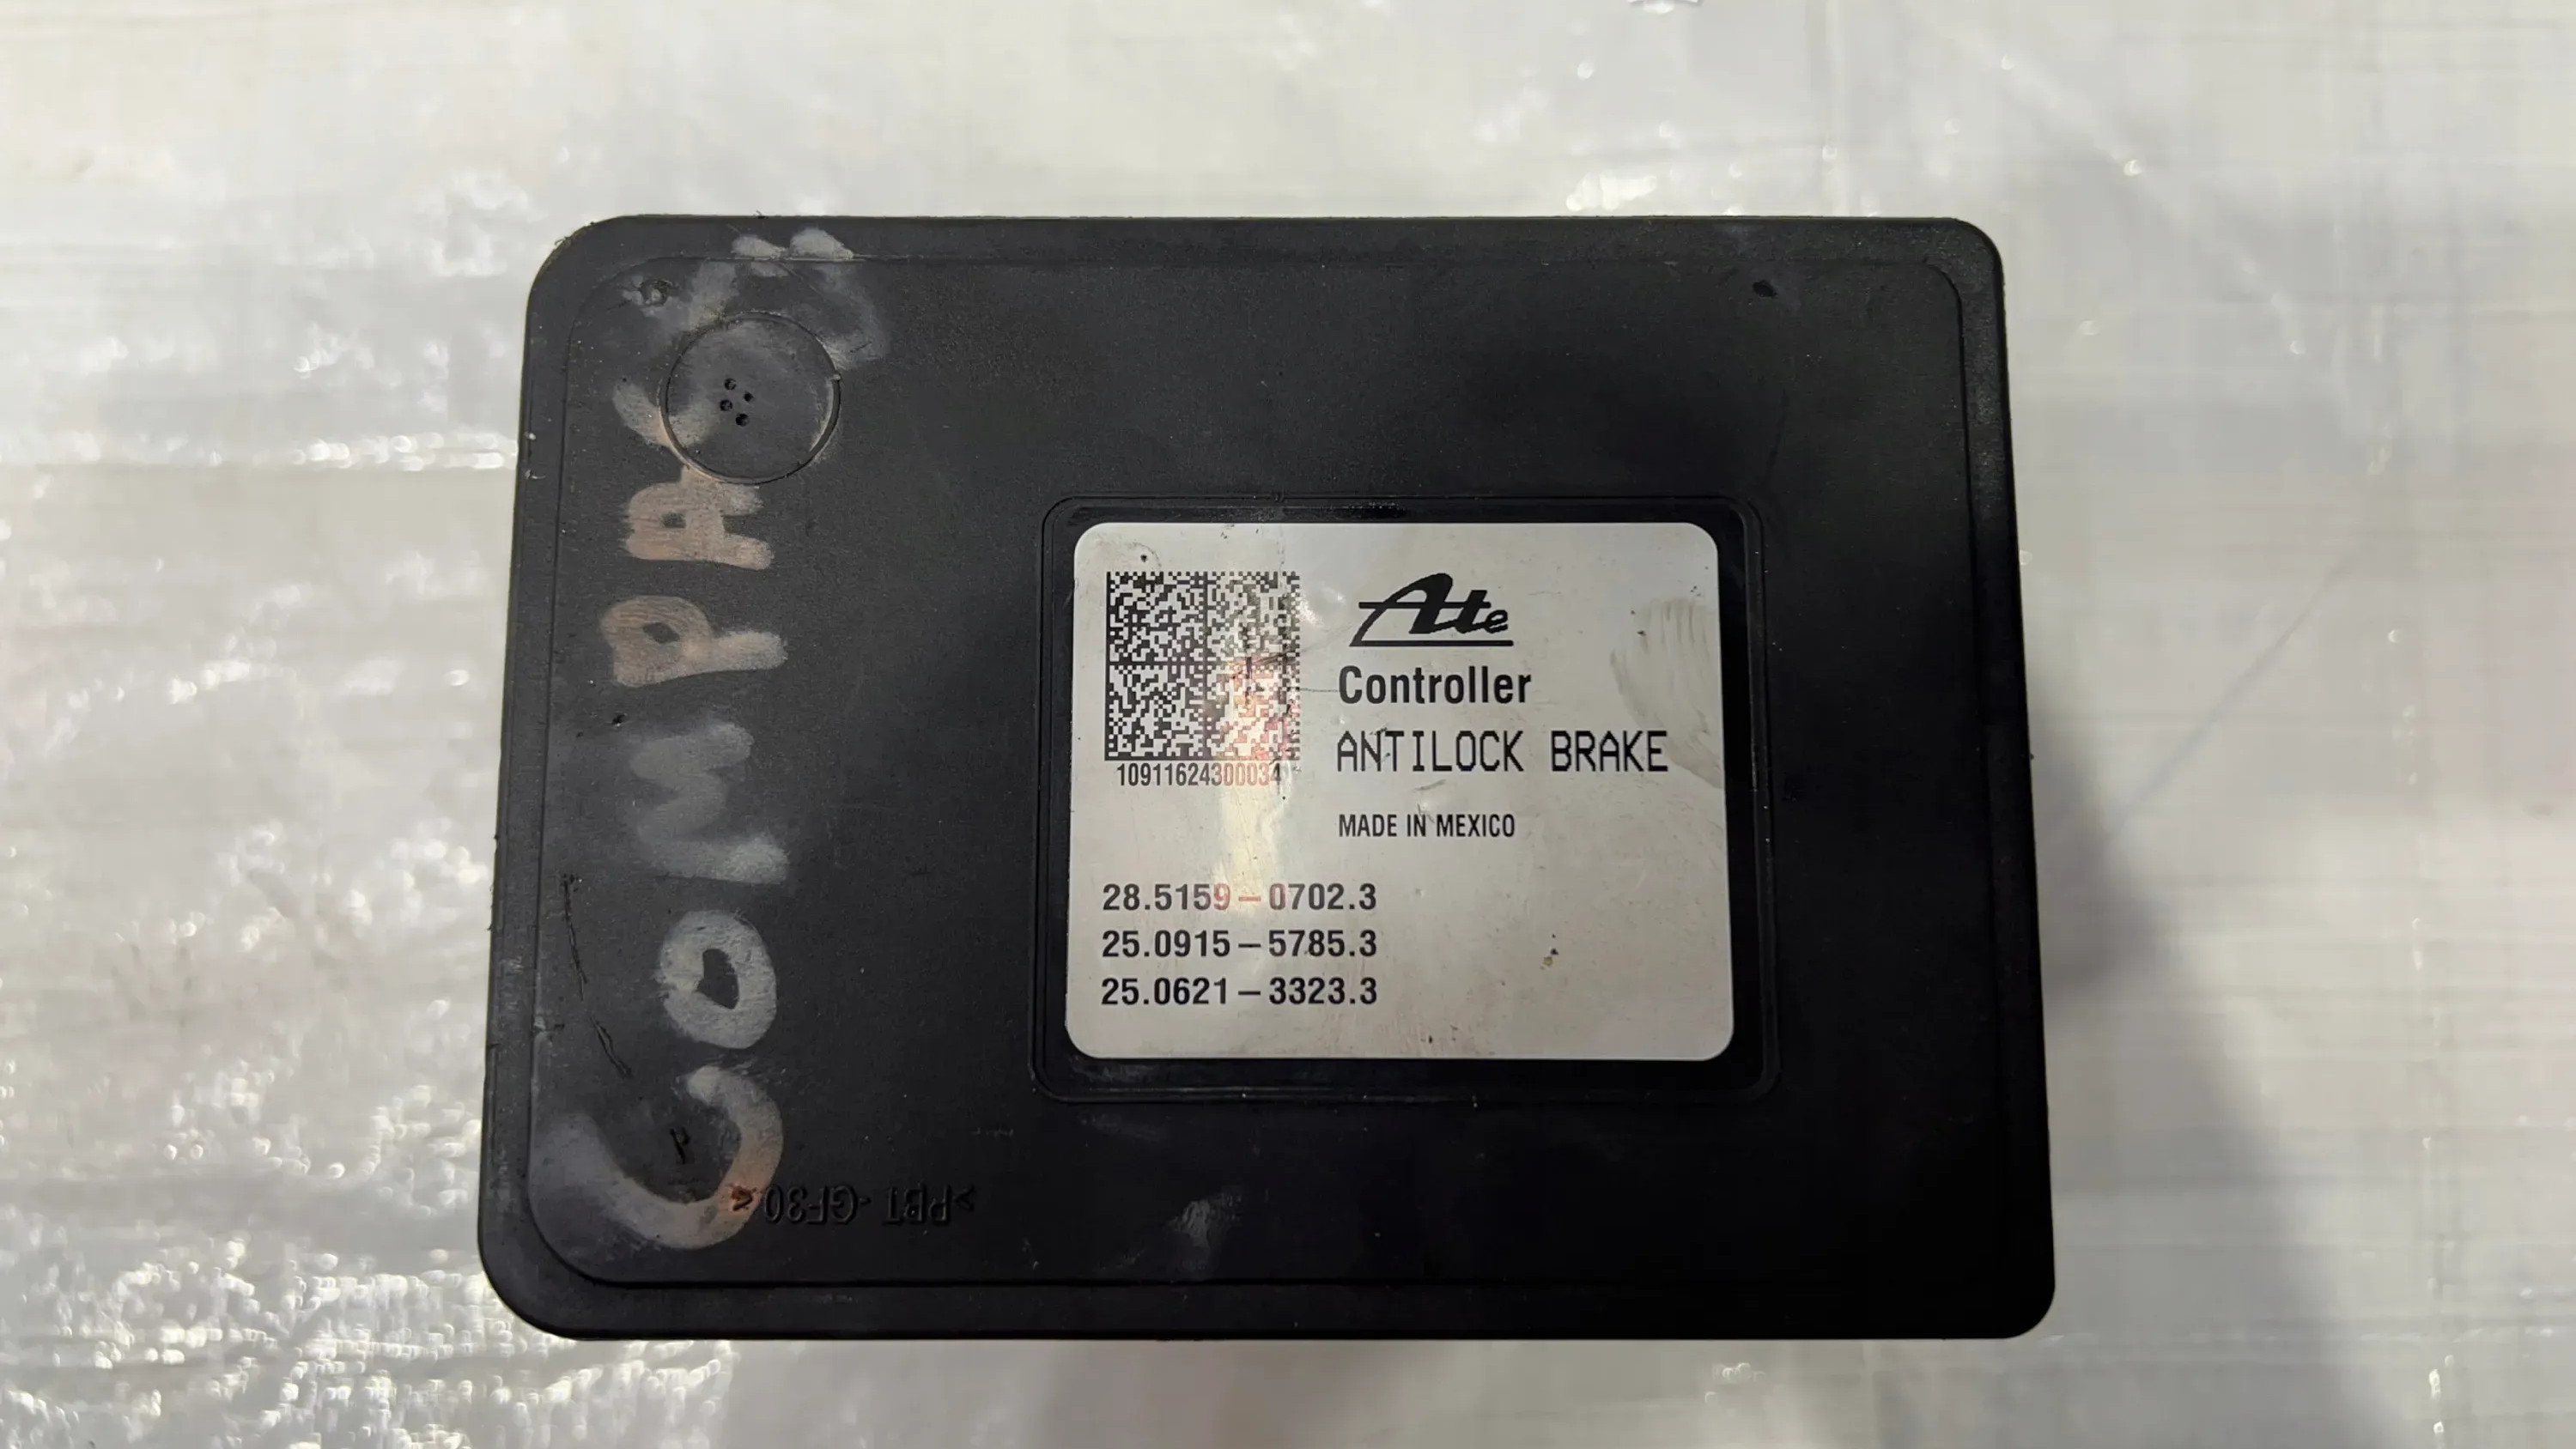 COMPAS
Ate
Controller
ANTILOCK BRAKE
10911624300034
MADE IN MEXICO
28.5159-0702.3
25.0915-5785.3
25.0621-3323.3
P
>PBT-GF30<